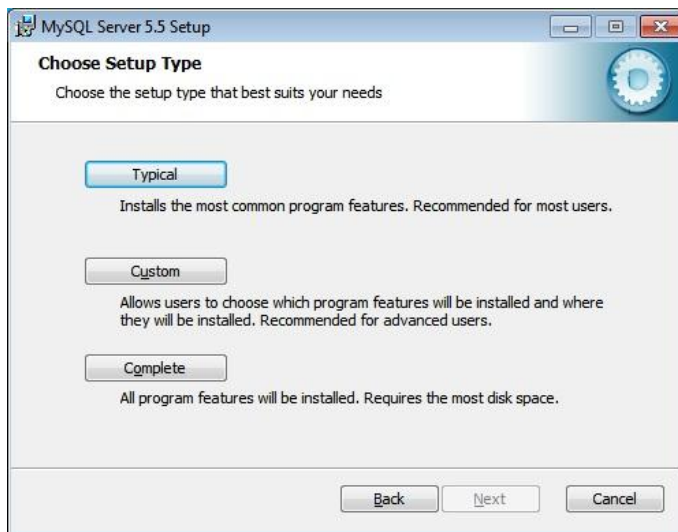 MySQL Server 5.5 Setup
Choose Setup Type
Choose the setup type that best suits your needs
Typical
Installs the most common program features. Recommended for most users.
Custom
Allows users to choose which program features will be installed and where
they will be installed. Recommended for advanced users.
Complete
All program features will be installed. Requires the most disk space.
Back Next Cancel